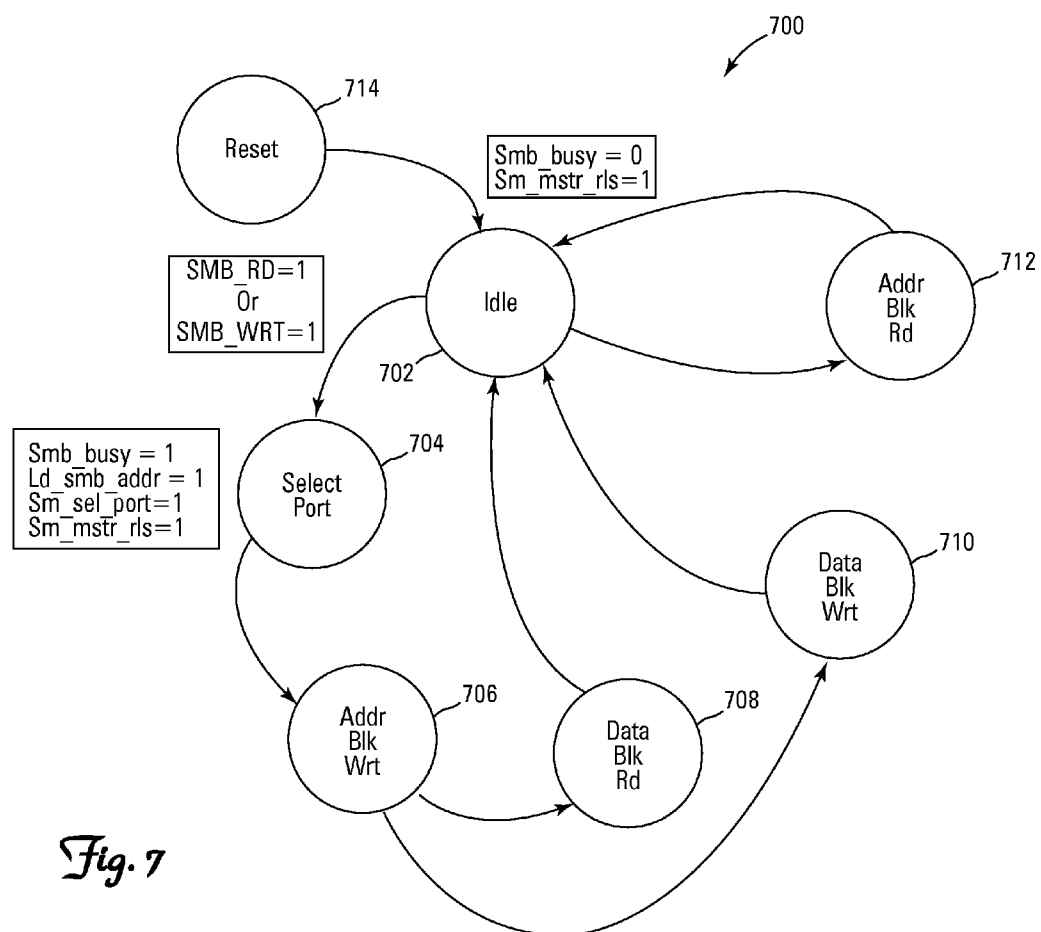 700
714
Reset
Smb_busy = 0
Sm_mstr_rls=1
712
SMB_RD=1
Or
SMB_WRT=1
Idle
Addr
Blk
Rd
702
Smb_busy = 1
Ld_smb_addr = 1
Sm_sel_port=1
Sm_mstr_rls=1
704
Select
Port
710
Data
Blk
Wrt
706
Addr
Blk
Wrt
708
Data
Blk
Rd
Fig. 7